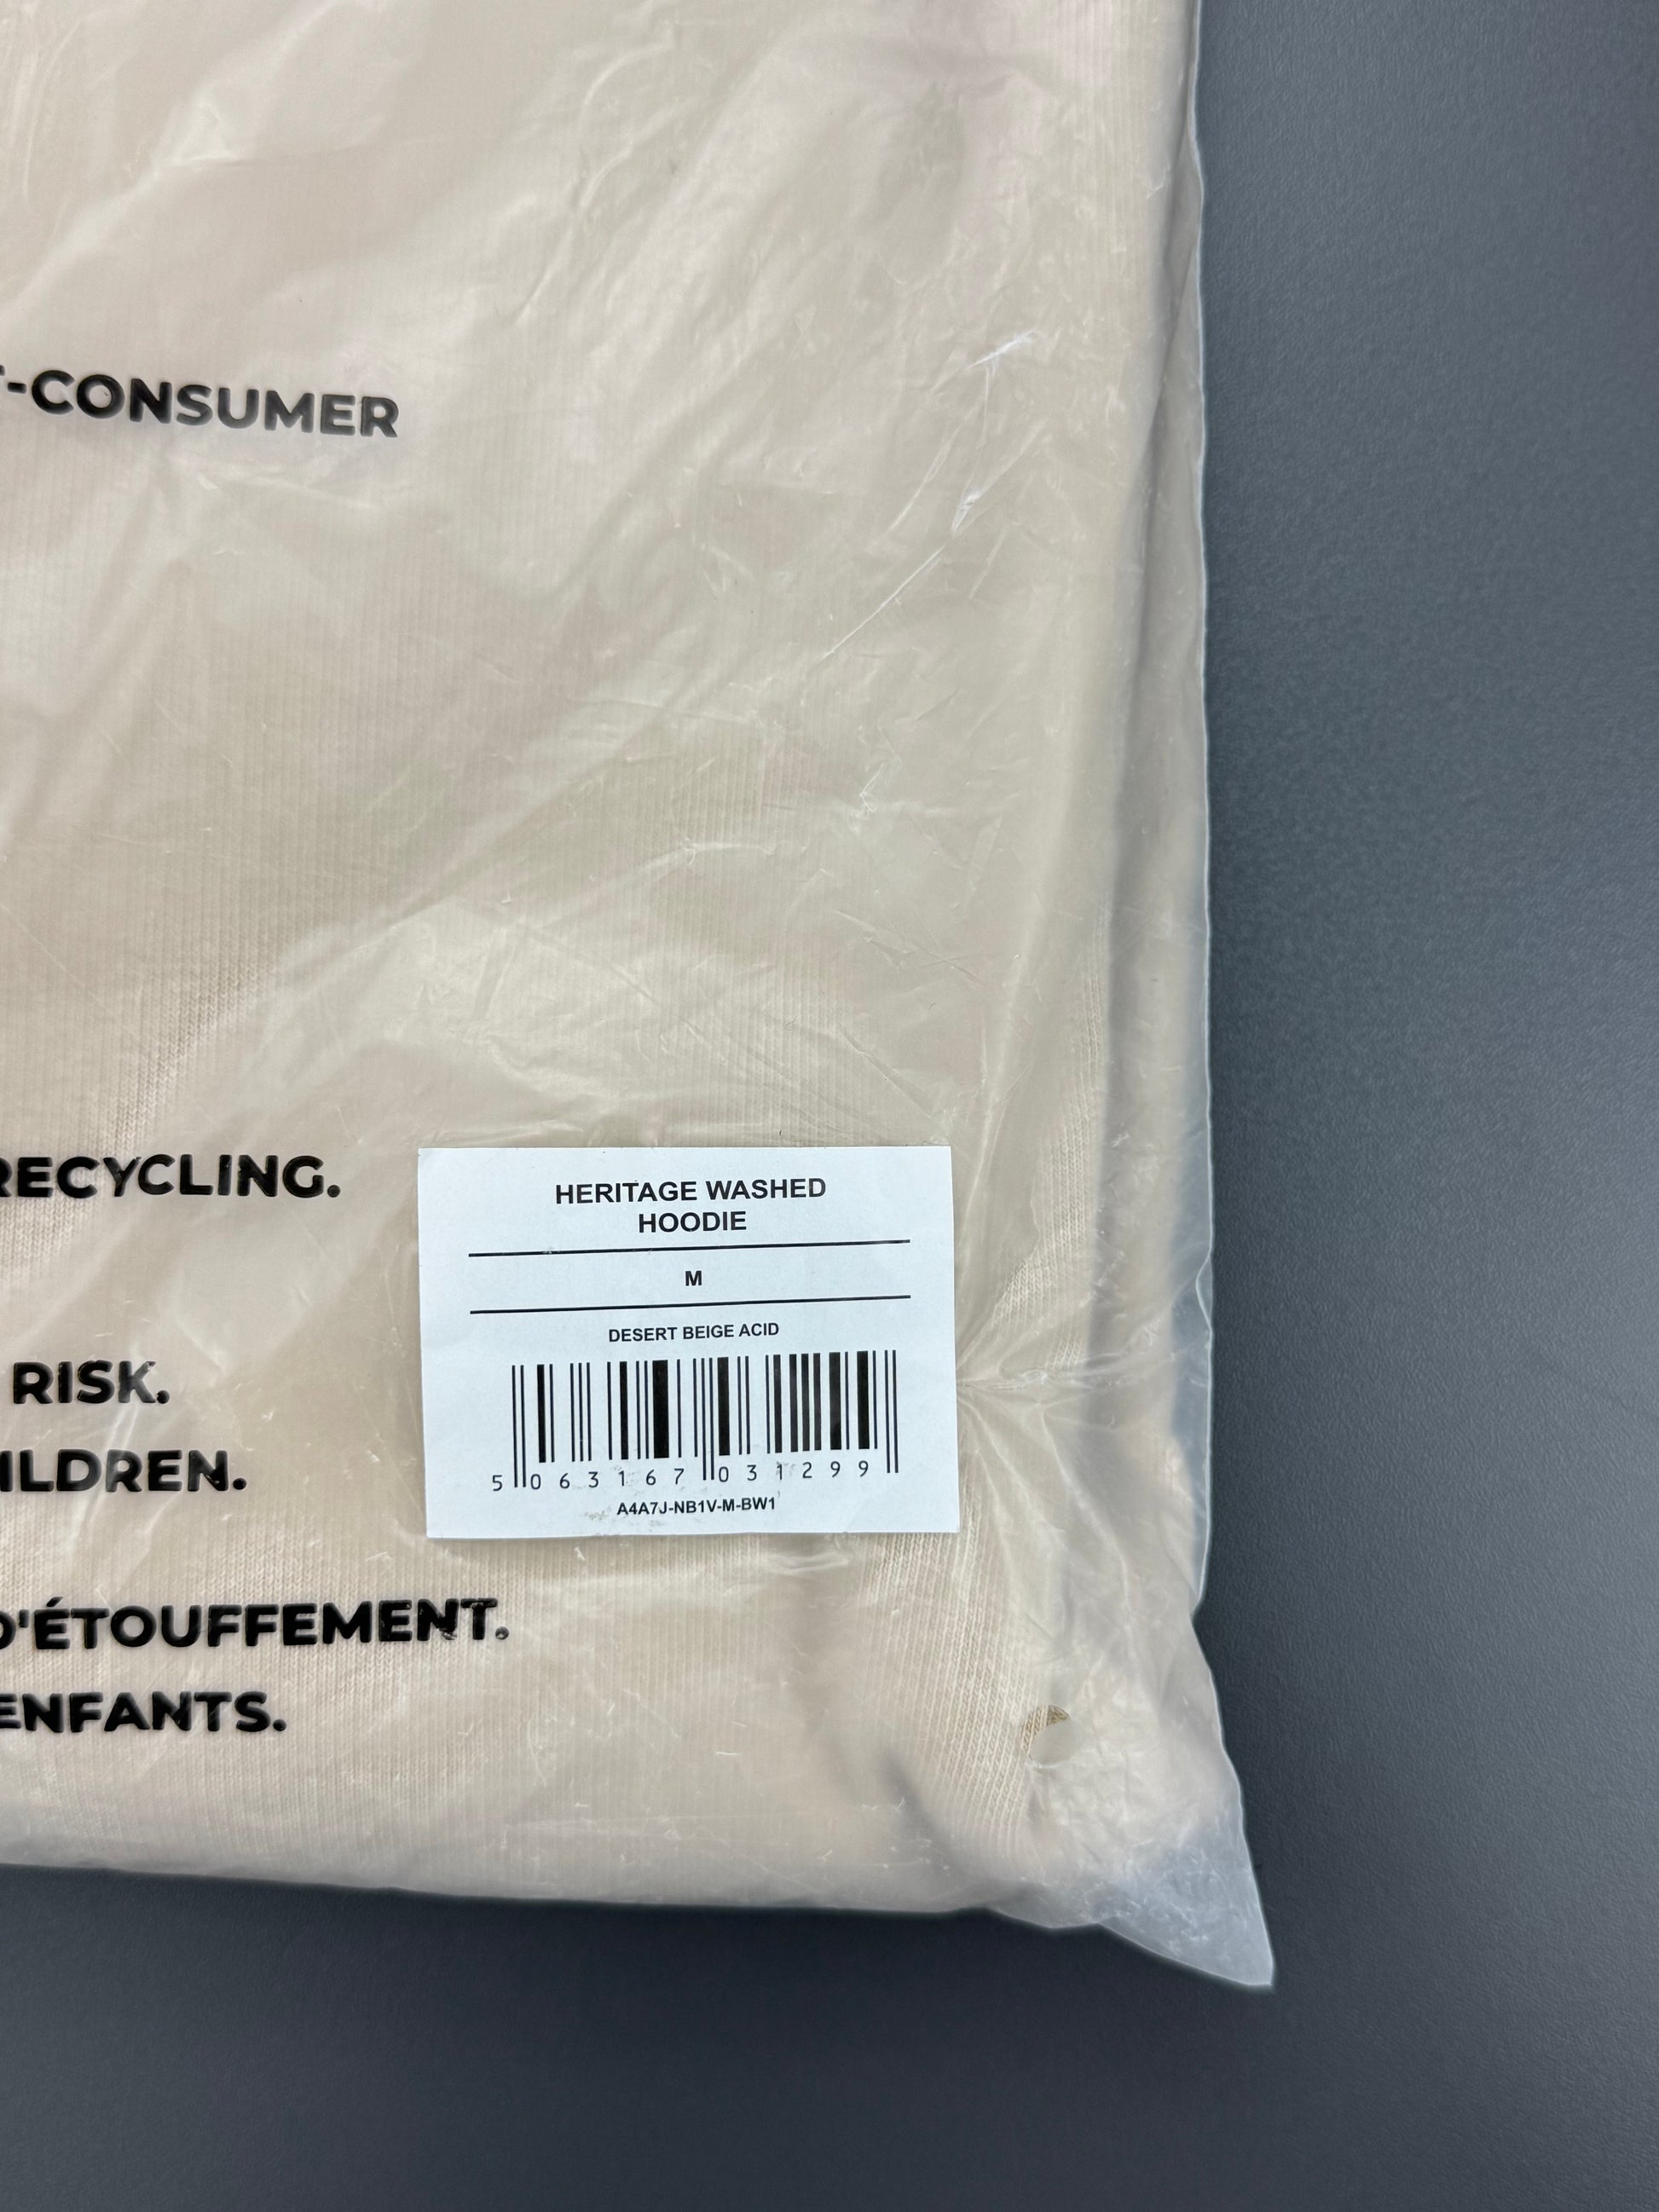 -CONSUMER
RECYCLING.
HERITAGE WASHED
HOODIE
M
DESERT BEIGE ACID
5 063167 031299
A4A7J-NB1V-M-BW1
RISK.
ILDREN.
D'ÉTOUFFEMENT.
ENFANTS.